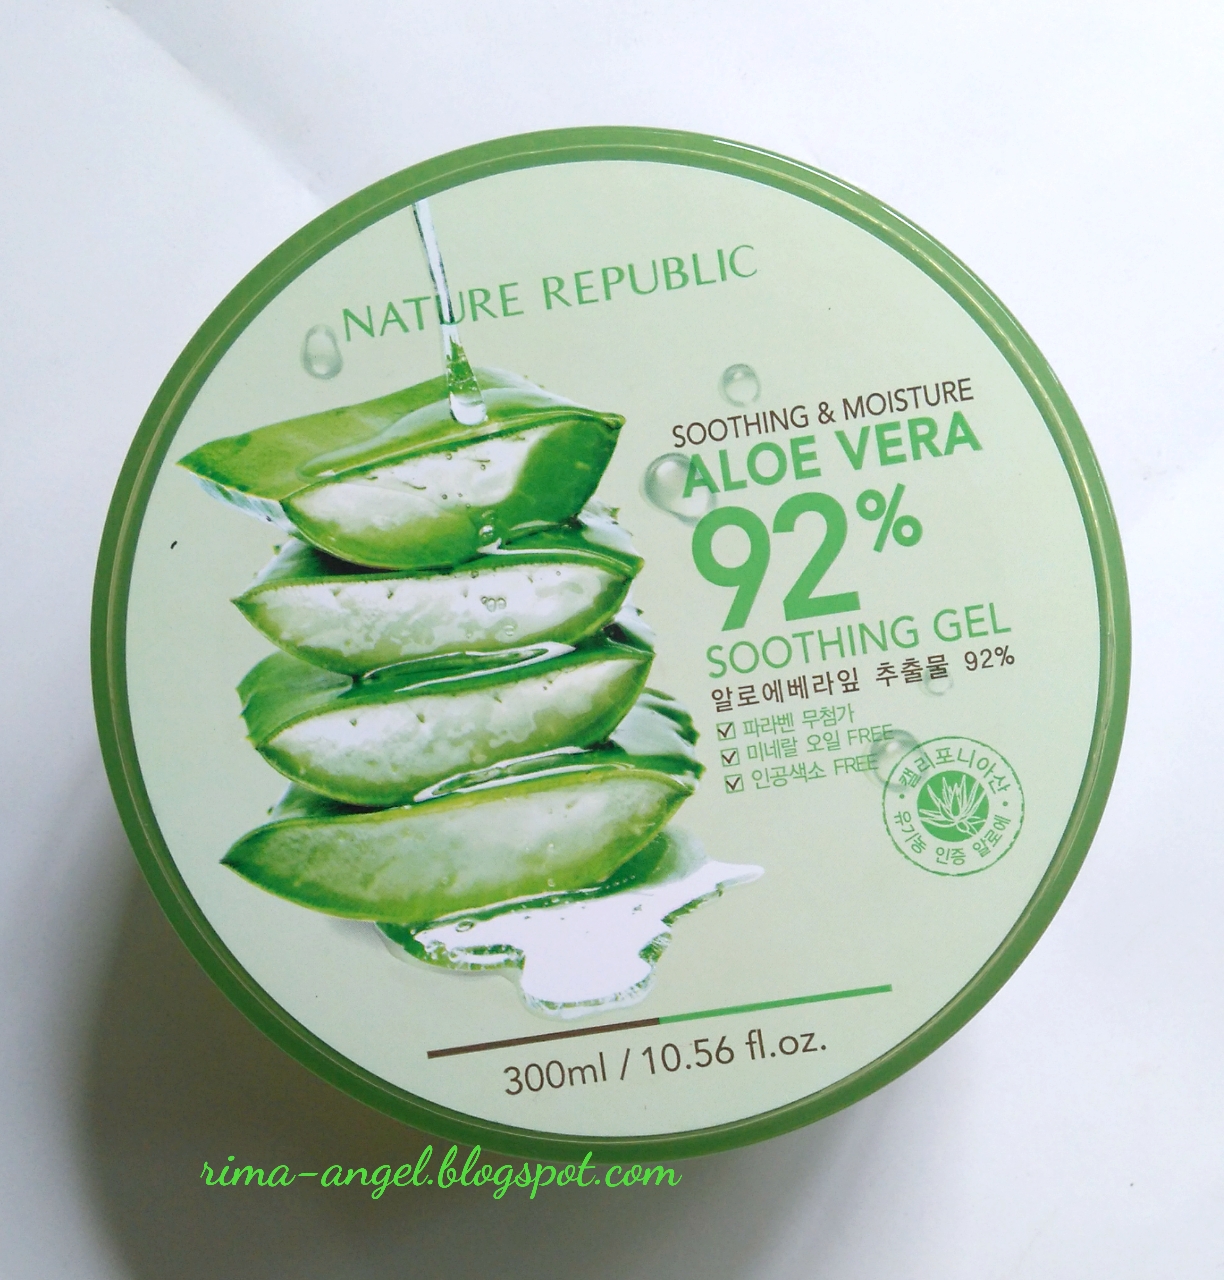 NATURE REPUBLIC
SOOTHING & MOISTURE
ALOE VERA
92%
SOOTHING GEL
알로에베라잎 추출물 92%
파라벤 무첨가
미네랄 오일 FREE
인공색소 FREE
캘리포니아산
유기농 인증 알로에
300ml / 10.56 fl.oz.
rima-angel.blogspot.com